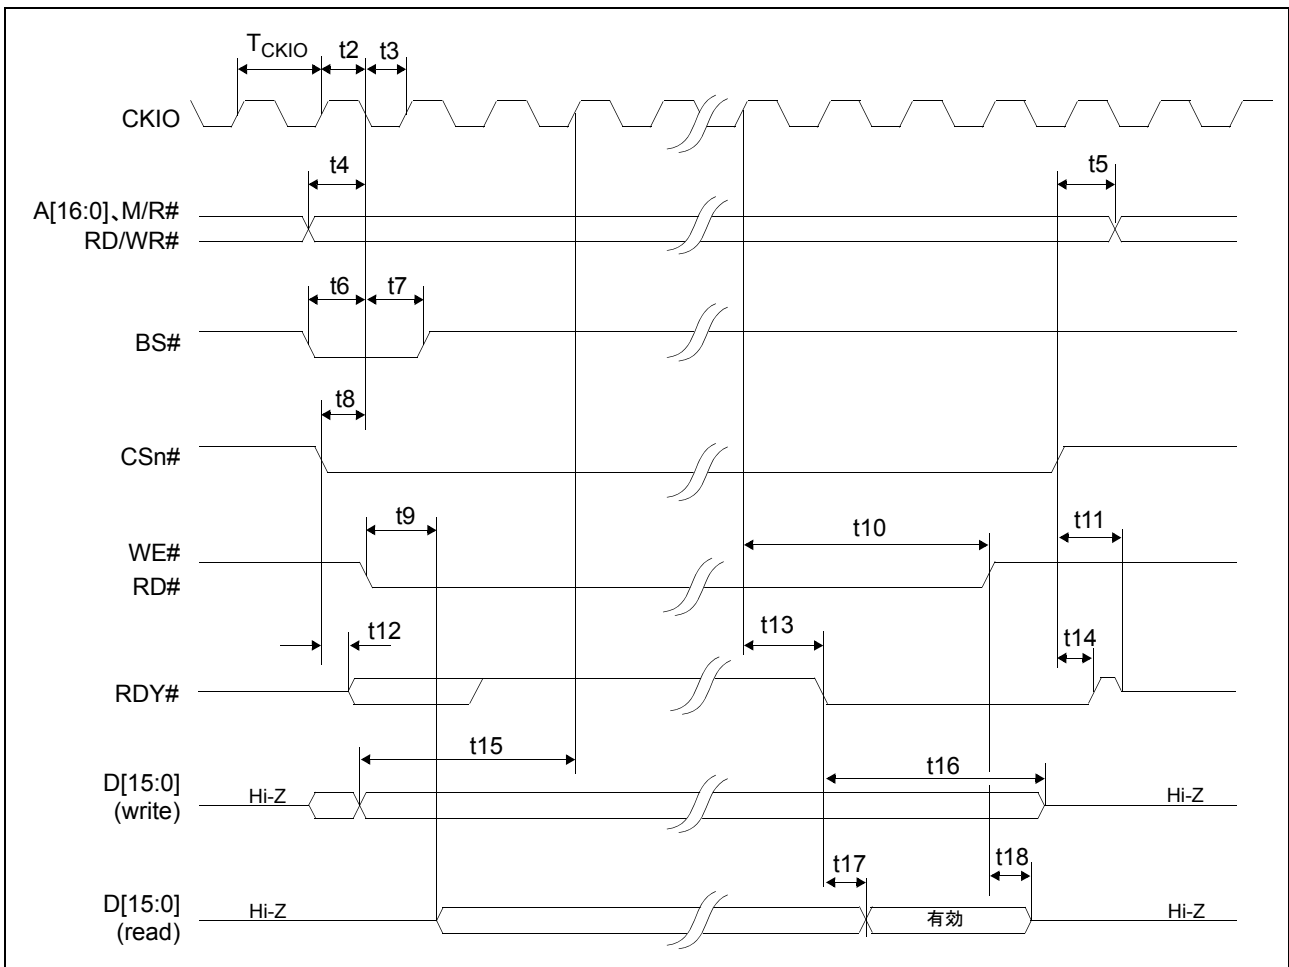 TCKIO t2 t3
CKIO
t4 t5
A[16:0]、M/R#
RD/WR#
t6 t7
BS#
t8
CSn#
t9 t10 t11
WE#
RD#
t12 t13 t14
RDY#
t15 t16
D[15:0]
(write)
Hi-Z Hi-Z
t17 t18
D[15:0]
(read)
Hi-Z 有効 Hi-Z